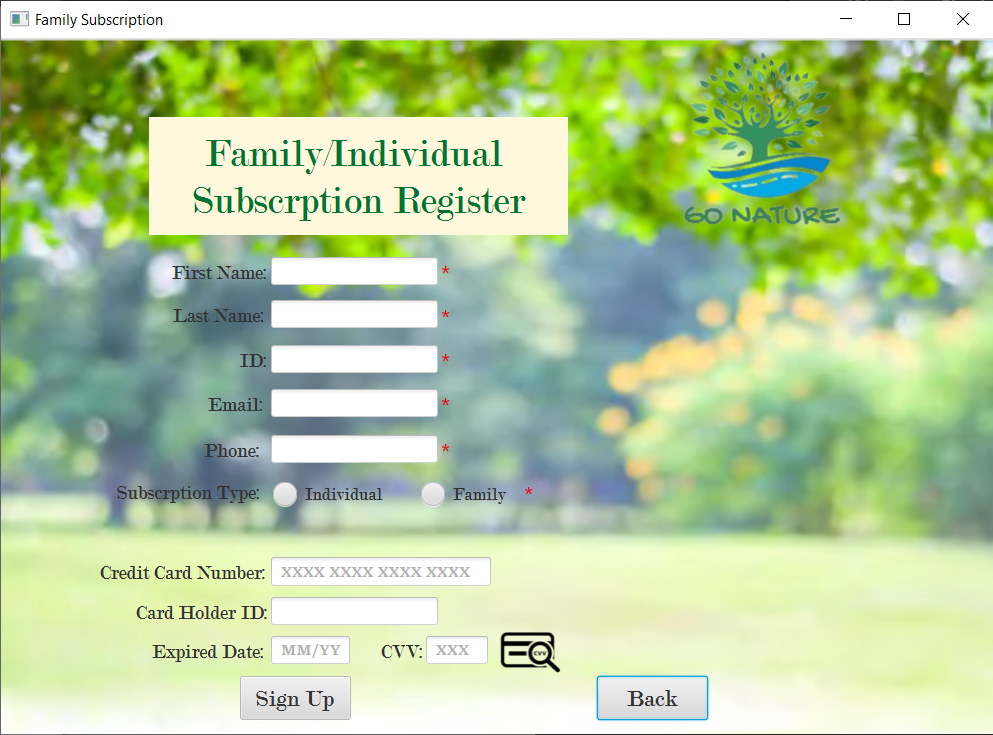 Family Subscription
Family/Individual
Subscrption Register
GO NATURE
First Name: *
Last Name: *
ID: *
Email: *
Phone: *
Subscrption Type: Individual Family *
Credit Card Number: XXXX XXXX XXXX XXXX
Card Holder ID:
Expired Date: MM/YY CVV: XXX CVV
Sign Up Back